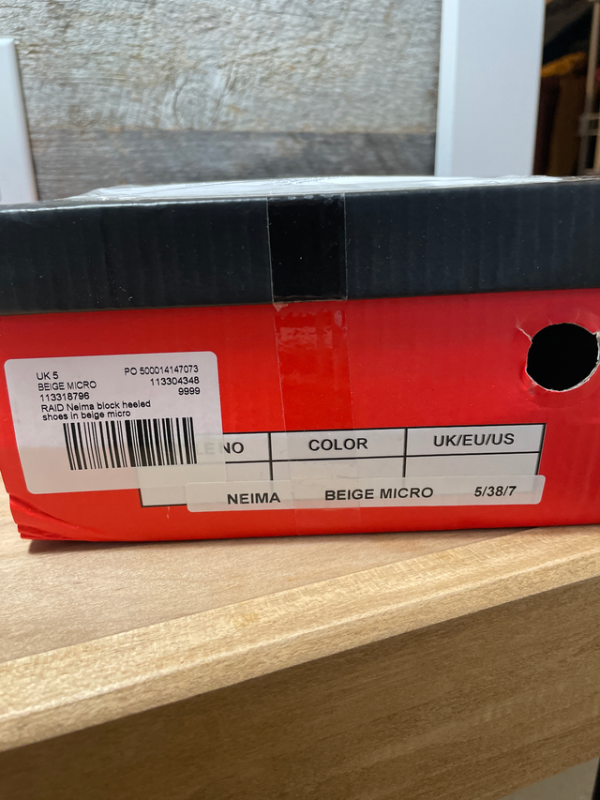 UK 5 PO 500014147073
BEIGE MICRO 113304348
113318796 9999
RAID Neima block heeled
shoes in beige micro
LE NO COLOR UK/EU/US
NEIMA BEIGE MICRO 5/38/7